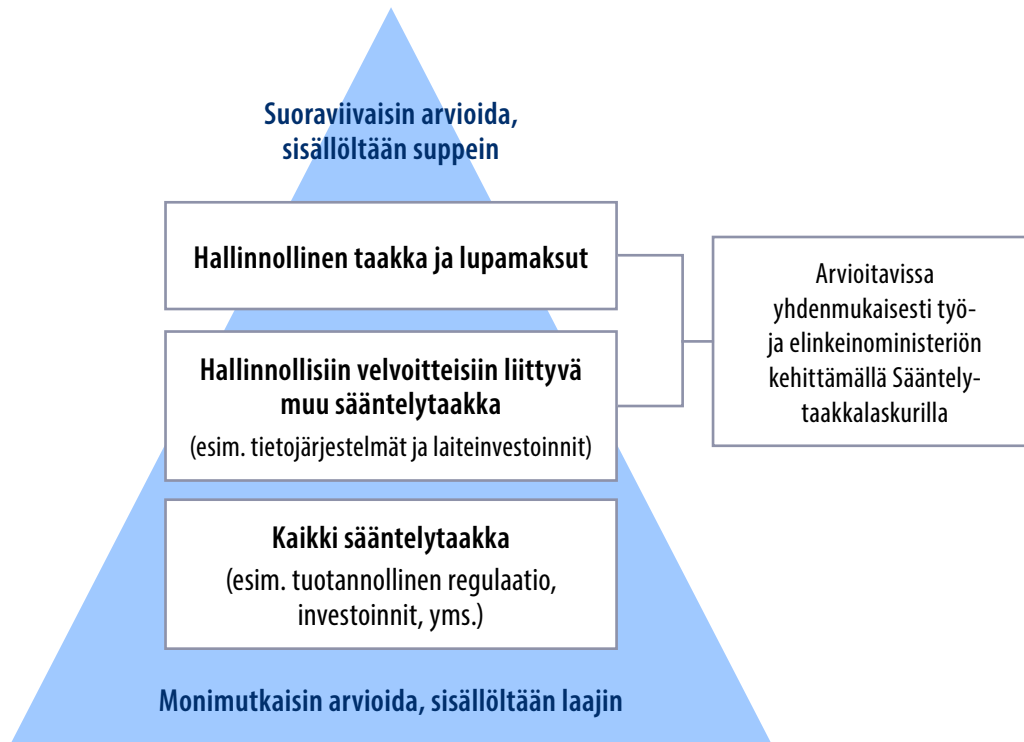 Suoraviivaisin arvioida,
sisällöltään suppein
Hallinnollinen taakka ja lupamaksut
Hallinnollisiin velvoitteisiin liittyvä
muu sääntelytaakka
(esim. tietojärjestelmät ja laiteinvestoinnit)
Kaikki sääntelytaakka
(esim. tuotannollinen regulaatio,
investoinnit, yms.)
Monimutkaisin arvioida, sisällöltään laajin
Arvioitavissa
yhdenmukaisesti työ-
ja elinkeinoministeriön
kehittämällä Sääntely-
taakkalaskurilla